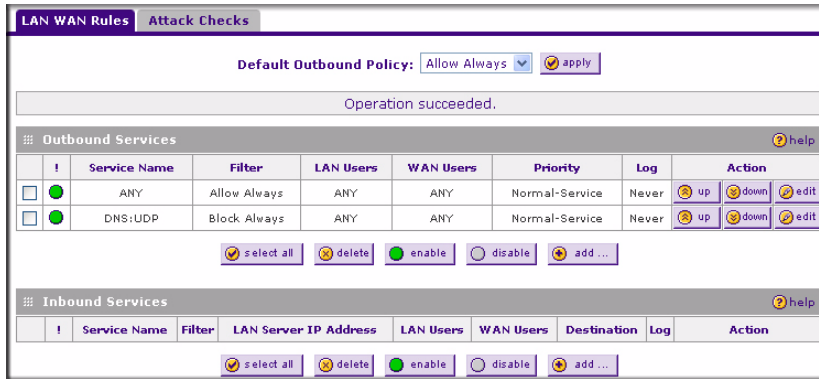 LAN WAN Rules Attack Checks
Default Outbound Policy: Allow Always apply
Operation succeeded.
Outbound Services help
! Service Name Filter LAN Users WAN Users Priority Log Action
ANY Allow Always ANY ANY Normal-Service Never up down edit
DNS:UDP Block Always ANY ANY Normal-Service Never up down edit
select all delete enable disable add ...
Inbound Services help
! Service Name Filter LAN Server IP Address LAN Users WAN Users Destination Log Action
select all delete enable disable add ...